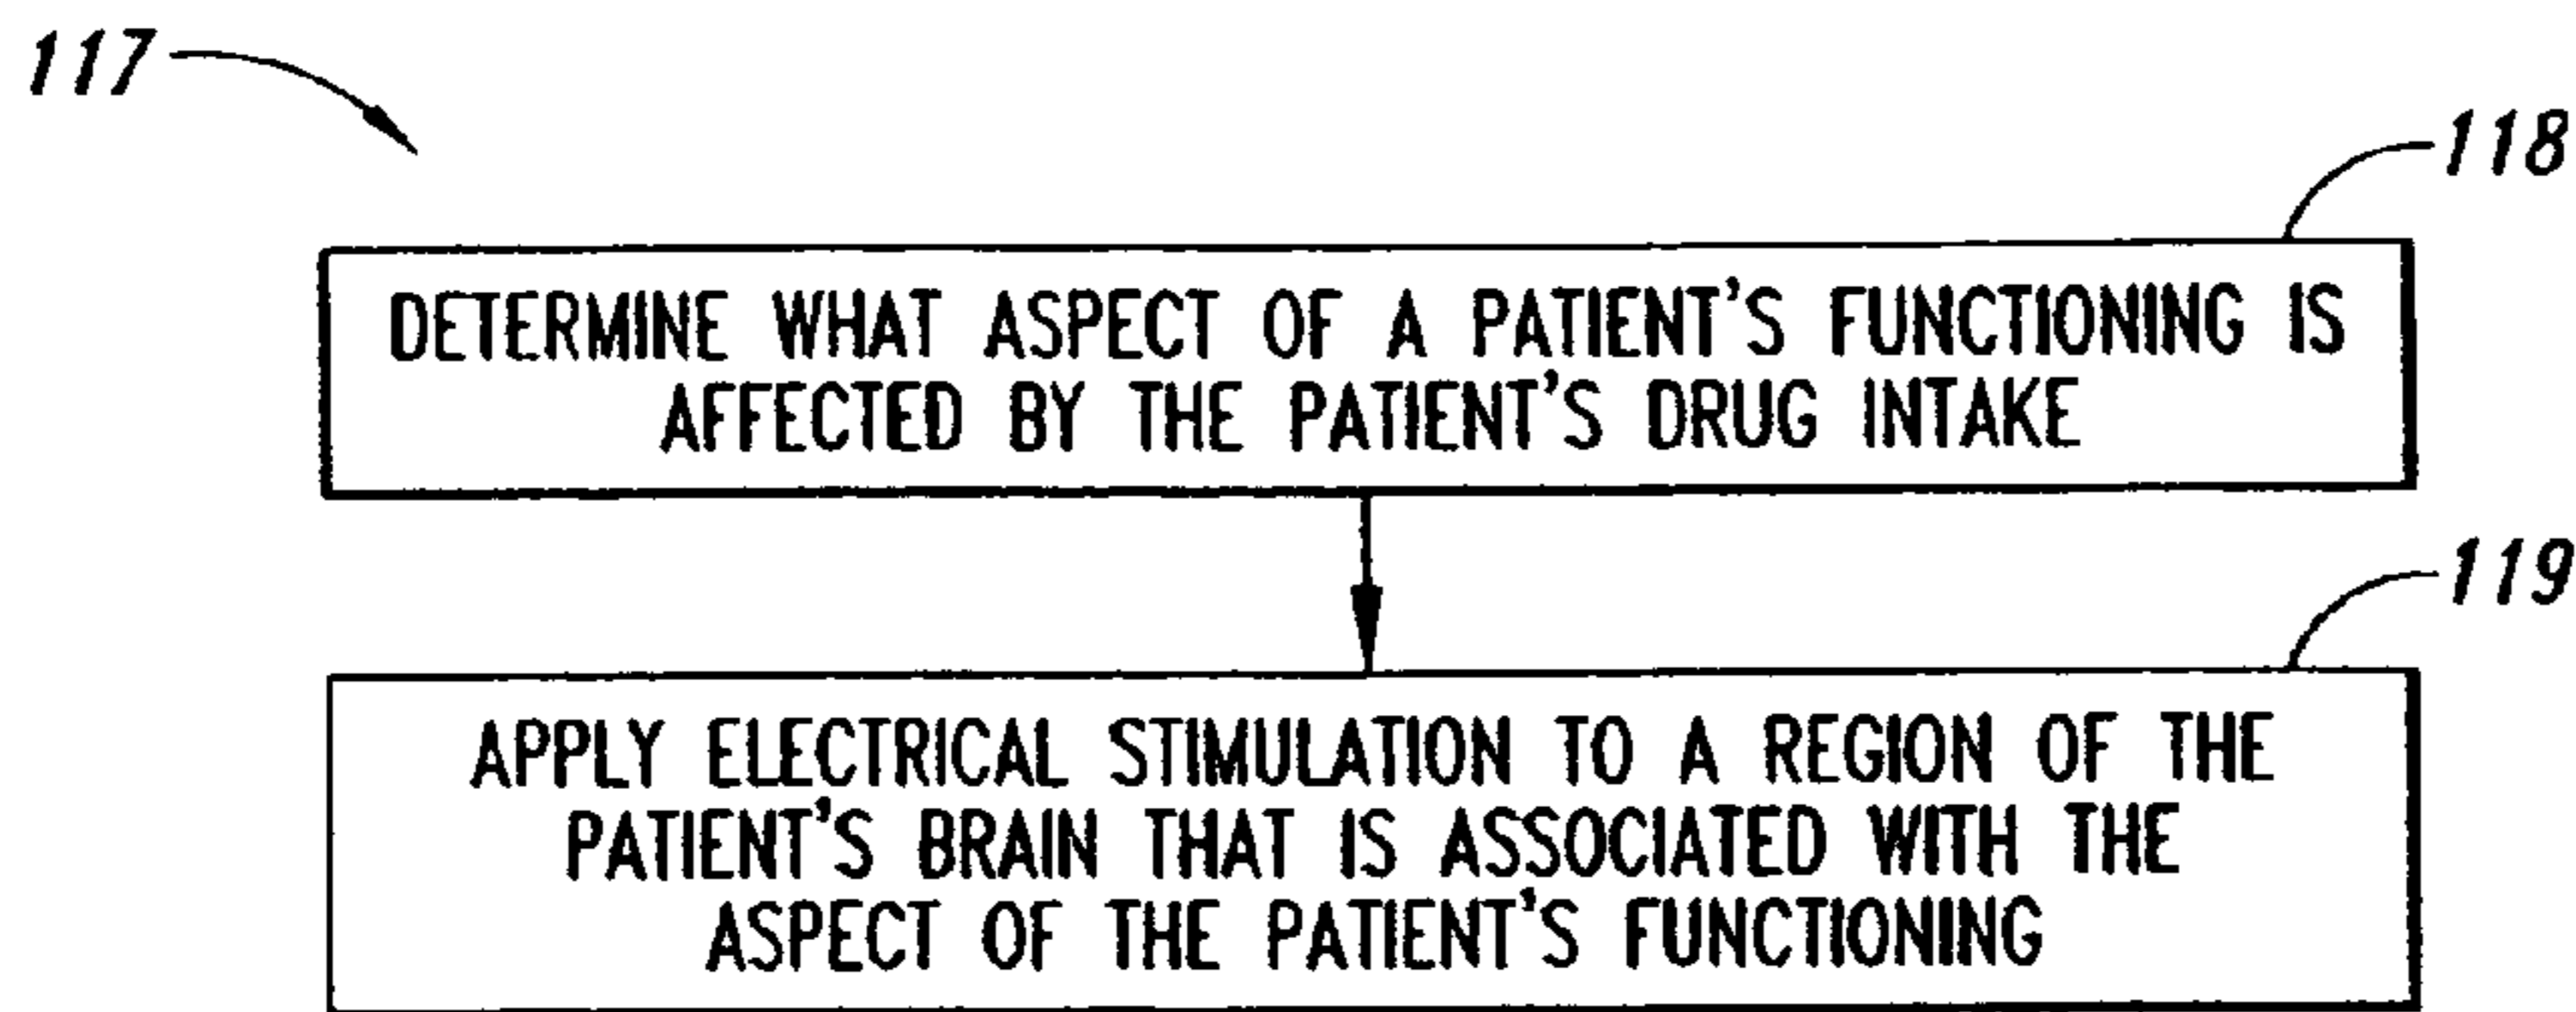 117
118
DETERMINE WHAT ASPECT OF A PATIENT'S FUNCTIONING IS
AFFECTED BY THE PATIENT'S DRUG INTAKE
119
APPLY ELECTRICAL STIMULATION TO A REGION OF THE
PATIENT'S BRAIN THAT IS ASSOCIATED WITH THE
ASPECT OF THE PATIENT'S FUNCTIONING